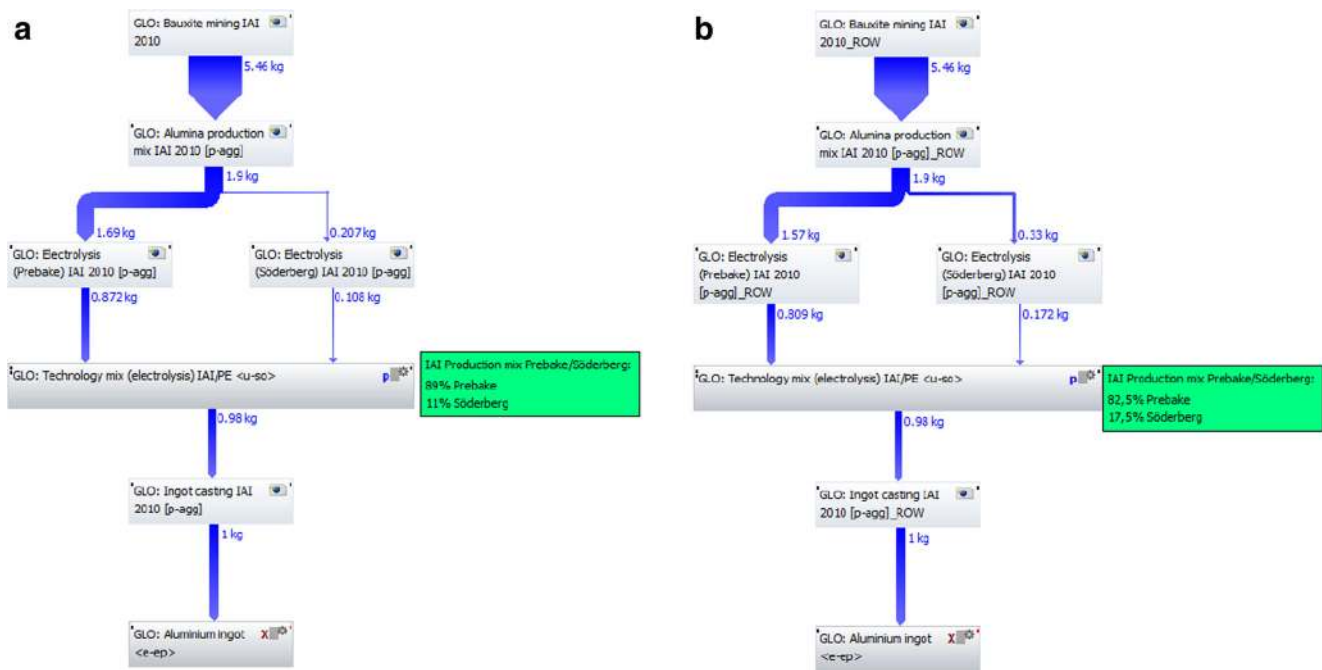 a
GLO: Bauxite mining IAI
2010
5.46 kg
GLO: Alumina production
mix IAI 2010 [p-agg]
1.9 kg
1.69 kg
0.207 kg
GLO: Electrolysis
(Prebake) IAI 2010 [p-agg]
GLO: Electrolysis
(Söderberg) IAI 2010 [p-agg]
0.872 kg
0.108 kg
GLO: Technology mix (electrolysis) IAI/PE <u-so>
p
IAI Production mix Prebake/Söderberg:
89% Prebake
11% Söderberg
0.98 kg
GLO: Ingot casting IAI
2010 [p-agg]
1 kg
GLO: Aluminium ingot
<e-ep>
X
b
GLO: Bauxite mining IAI
2010_ROW
5.46 kg
GLO: Alumina production
mix IAI 2010 [p-agg]_ROW
1.9 kg
1.57 kg
0.33 kg
GLO: Electrolysis
(Prebake) IAI 2010
[p-agg]_ROW
GLO: Electrolysis
(Söderberg) IAI 2010
[p-agg]_ROW
0.809 kg
0.172 kg
GLO: Technology mix (electrolysis) IAI/PE <u-so>
p
IAI Production mix Prebake/Söderberg:
82,5% Prebake
17,5% Söderberg
0.98 kg
GLO: Ingot casting IAI
2010 [p-agg]_ROW
1 kg
GLO: Aluminium ingot
<e-ep>
X